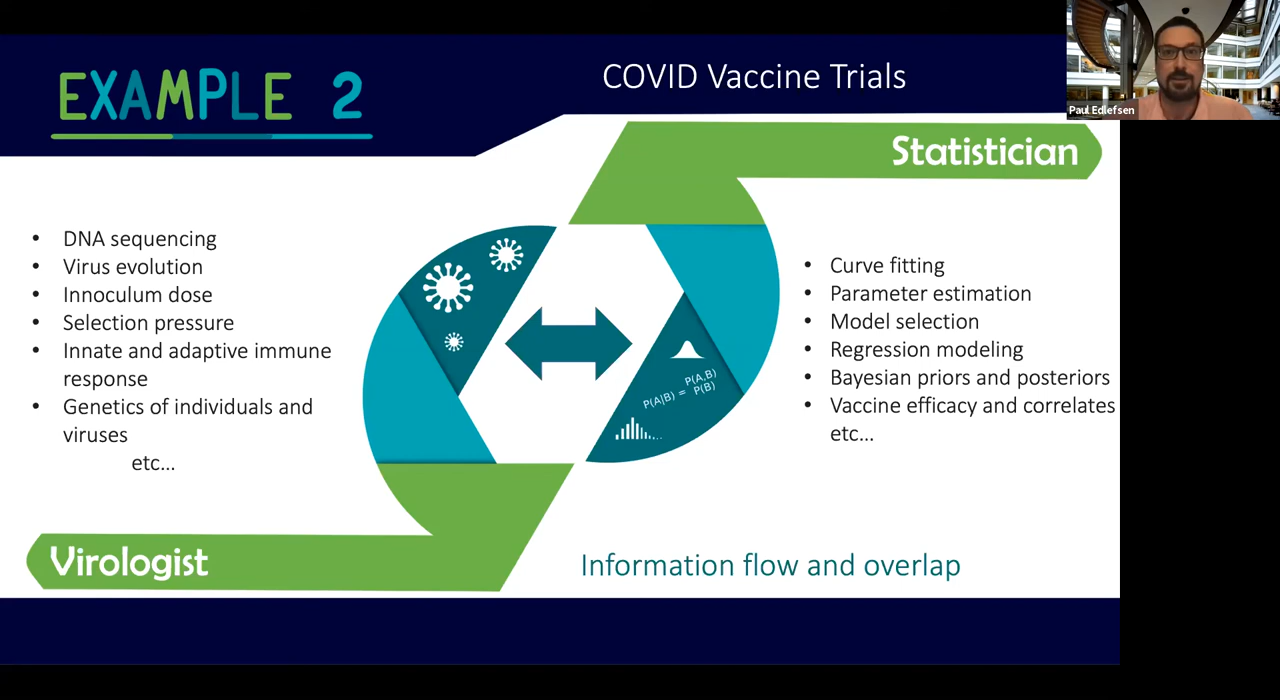 EXAMPLE 2
COVID Vaccine Trials
Paul Edlefsen
Statistician
• DNA sequencing
• Virus evolution
• Innoculum dose
• Selection pressure
• Innate and adaptive immune
response
• Genetics of individuals and
viruses
etc...
P(A|B) = P(A,B)
P(B)
• Curve fitting
• Parameter estimation
• Model selection
• Regression modeling
• Bayesian priors and posteriors
• Vaccine efficacy and correlates
etc...
Virologist
Information flow and overlap